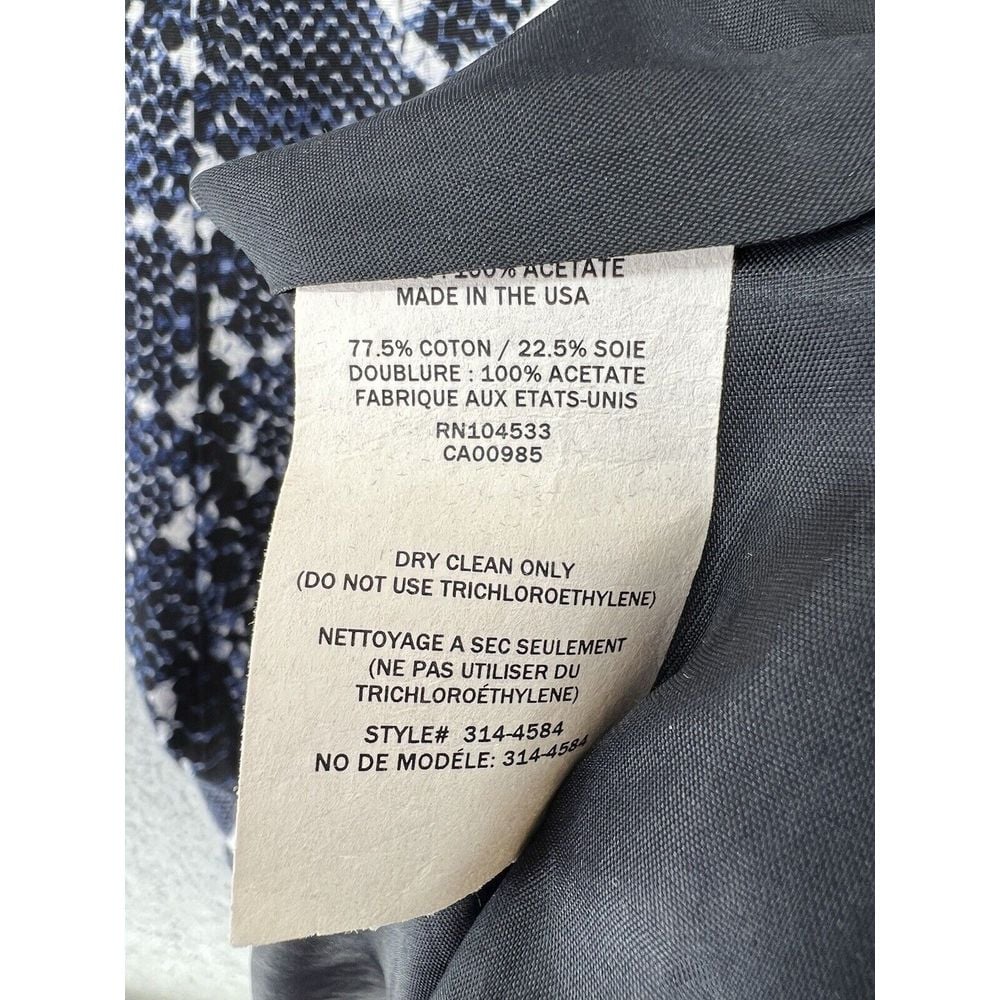 : 100% ACETATE
MADE IN THE USA
77.5% COTON / 22.5% SOIE
DOUBLURE : 100% ACETATE
FABRIQUE AUX ETATS-UNIS
RN104533
CA00985
DRY CLEAN ONLY
(DO NOT USE TRICHLOROETHYLENE)
NETTOYAGE A SEC SEULEMENT
(NE PAS UTILISER DU
TRICHLOROÉTHYLENE)
STYLE# 314-4584
NO DE MODÉLE: 314-4584